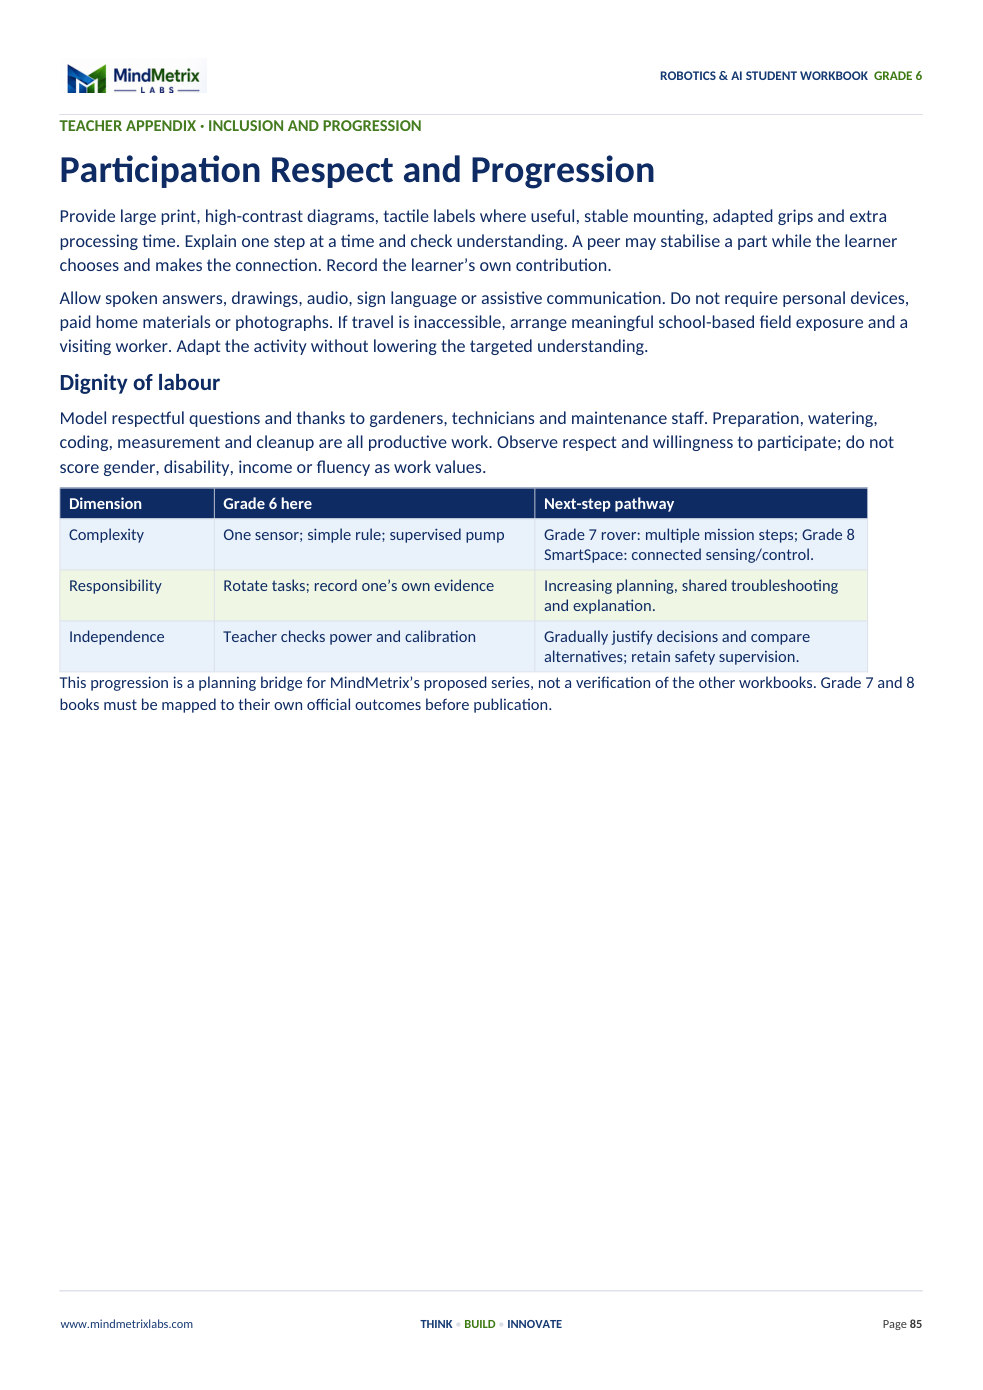 MindMetrix
LABS
ROBOTICS & AI STUDENT WORKBOOK GRADE 6
TEACHER APPENDIX · INCLUSION AND PROGRESSION
Participation Respect and Progression
Provide large print, high-contrast diagrams, tactile labels where useful, stable mounting, adapted grips and extra
processing time. Explain one step at a time and check understanding. A peer may stabilise a part while the learner
chooses and makes the connection. Record the learner’s own contribution.
Allow spoken answers, drawings, audio, sign language or assistive communication. Do not require personal devices,
paid home materials or photographs. If travel is inaccessible, arrange meaningful school-based field exposure and a
visiting worker. Adapt the activity without lowering the targeted understanding.
Dignity of labour
Model respectful questions and thanks to gardeners, technicians and maintenance staff. Preparation, watering,
coding, measurement and cleanup are all productive work. Observe respect and willingness to participate; do not
score gender, disability, income or fluency as work values.
Dimension Grade 6 here Next-step pathway
Complexity One sensor; simple rule; supervised pump Grade 7 rover: multiple mission steps; Grade 8
SmartSpace: connected sensing/control.
Responsibility Rotate tasks; record one’s own evidence Increasing planning, shared troubleshooting
and explanation.
Independence Teacher checks power and calibration Gradually justify decisions and compare
alternatives; retain safety supervision.
This progression is a planning bridge for MindMetrix’s proposed series, not a verification of the other workbooks. Grade 7 and 8
books must be mapped to their own official outcomes before publication.
www.mindmetrixlabs.com THINK • BUILD • INNOVATE Page 85